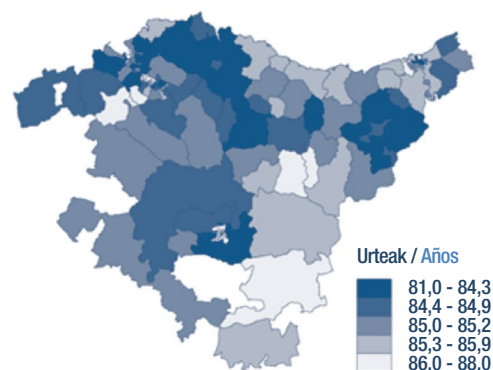 Urteak / Años
81,0 - 84,3
84,4 - 84,9
85,0 - 85,2
85,3 - 85,9
86,0 - 88,0